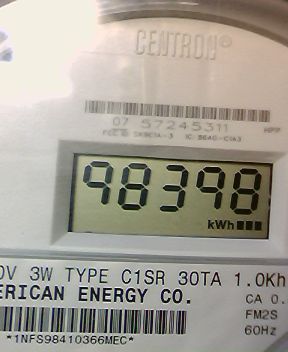 CENTRON®
07 57245311
98398
kWh
0V 3W TYPE C1SR 30TA 1.0Kh
ERICAN ENERGY CO. CA 0.
FM2S
60Hz
*1NFS98410366MEC*